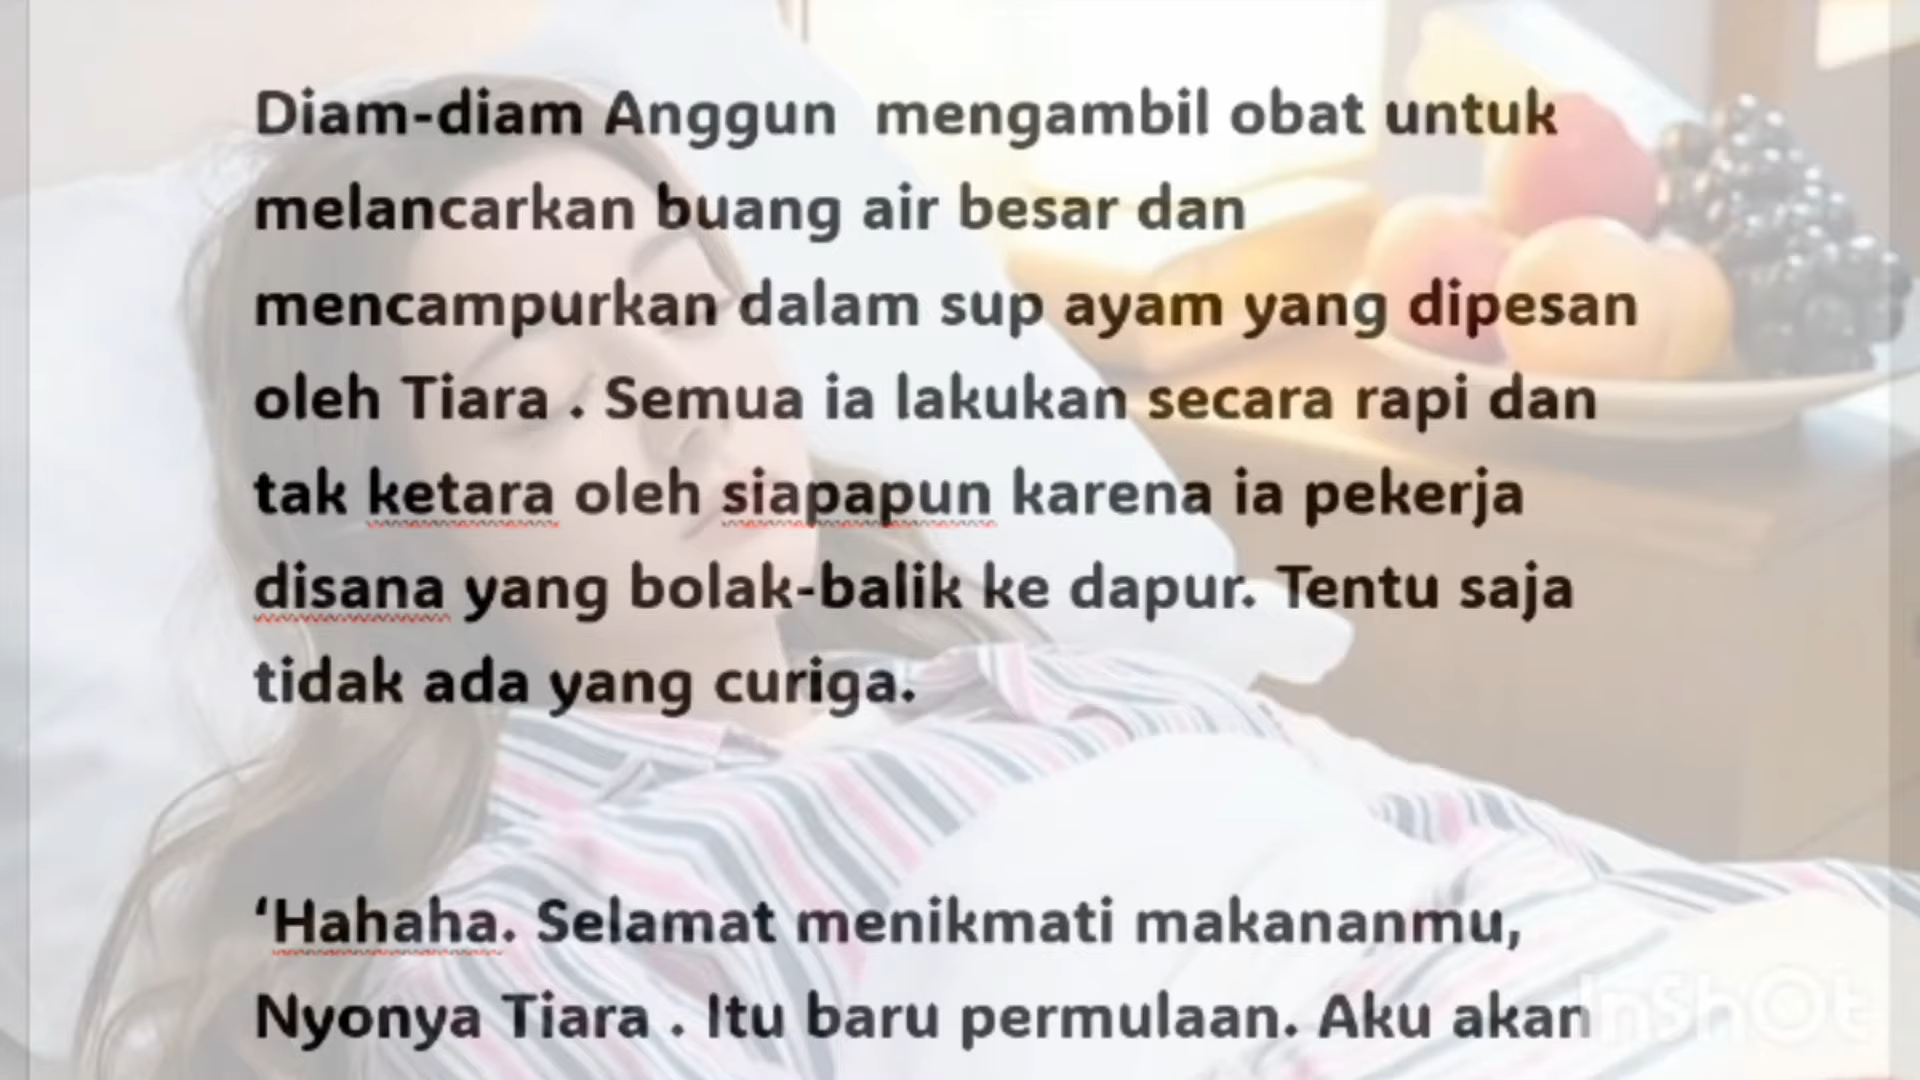 Diam-diam Anggun  mengambil obat untuk
melancarkan buang air besar dan
mencampurkan dalam sup ayam yang dipesan
oleh Tiara . Semua ia lakukan secara rapi dan
tak ketara oleh siapapun karena ia pekerja
disana yang bolak-balik ke dapur. Tentu saja
tidak ada yang curiga.
‘Hahaha. Selamat menikmati makananmu,
Nyonya Tiara . Itu baru permulaan. Aku akan
InShOt